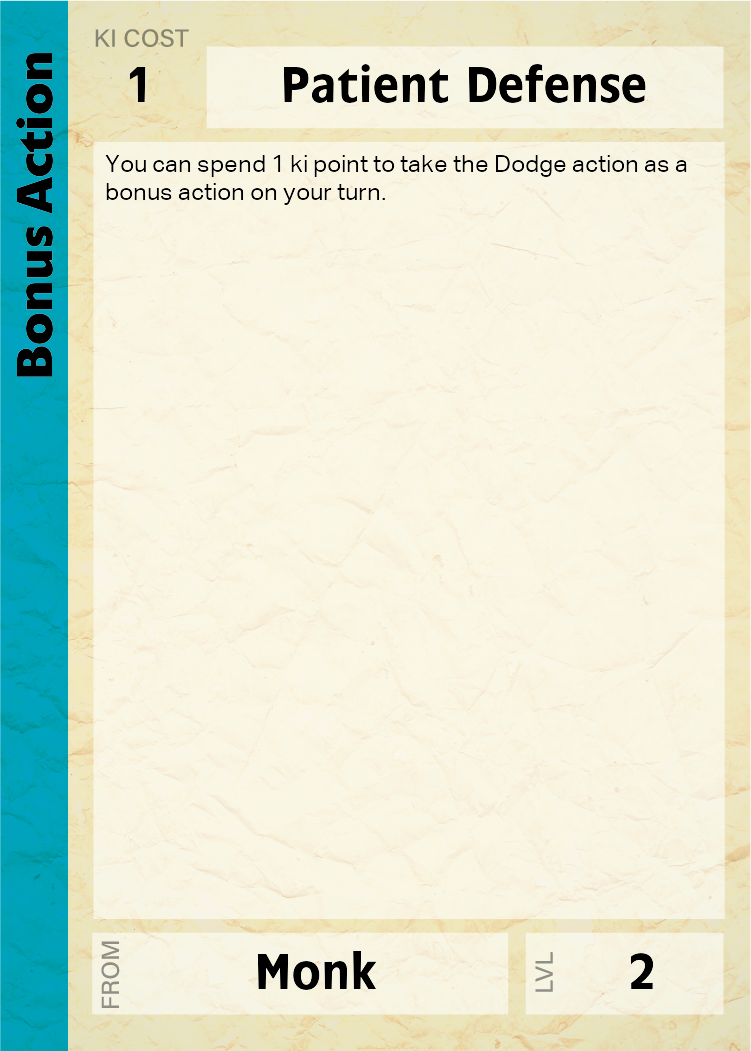 Bonus Action
KI COST
1
Patient Defense
You can spend 1 ki point to take the Dodge action as a
bonus action on your turn.
FROM
Monk
LVL
2